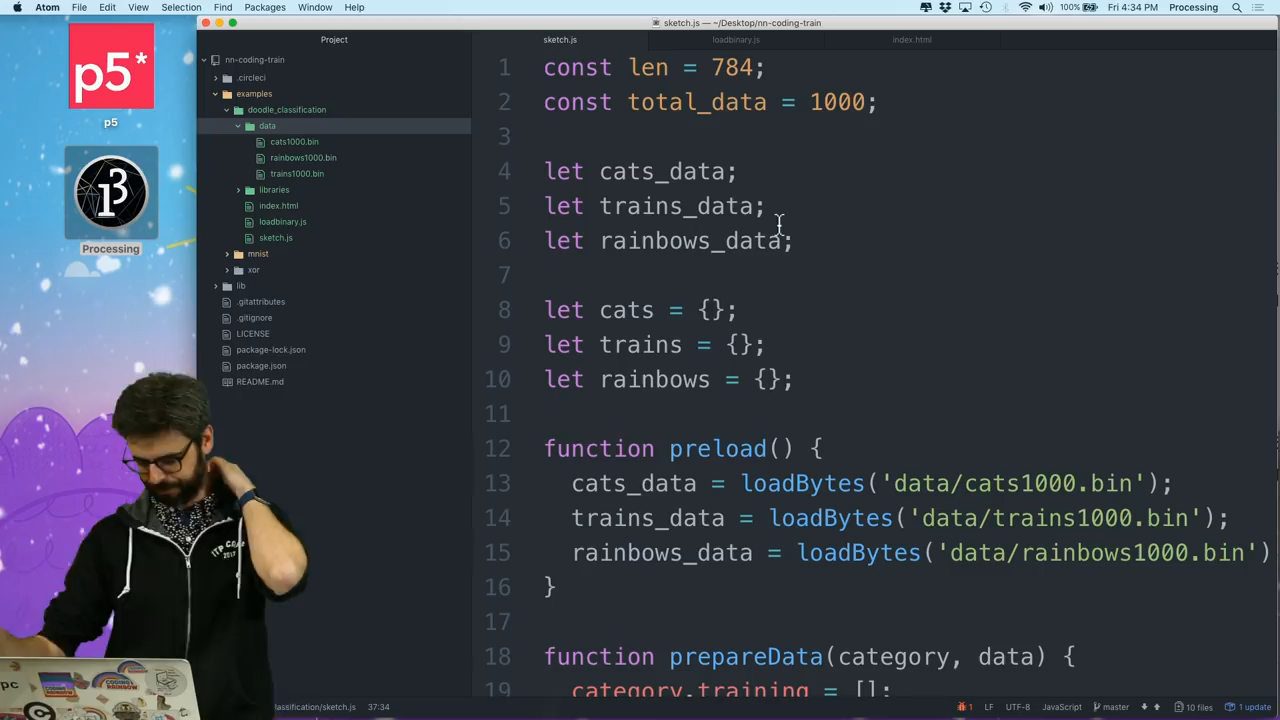 Atom File Edit View Selection Find Packages Window Help
100% Fri 4:34 PM Processing
sketch.js — ~/Desktop/nn-coding-train
p5*
p5
Processing
Project
nn-coding-train
.circleci
examples
doodle_classification
data
cats1000.bin
rainbows1000.bin
trains1000.bin
libraries
index.html
loadbinary.js
sketch.js
mnist
xor
lib
.gitattributes
.gitignore
LICENSE
package-lock.json
package.json
README.md
sketch.js loadbinary.js index.html
1 const len = 784;
2 const total_data = 1000;
3
4 let cats_data;
5 let trains_data;
6 let rainbows_data;
7
8 let cats = {};
9 let trains = {};
10 let rainbows = {};
11
12 function preload() {
13 cats_data = loadBytes('data/cats1000.bin');
14 trains_data = loadBytes('data/trains1000.bin');
15 rainbows_data = loadBytes('data/rainbows1000.bin')
16 }
17
18 function prepareData(category, data) {
19 category.training = [];
ITP
2017
CODING
RAINBOW
pc
classification/sketch.js 37:34 1 LF UTF-8 JavaScript master 10 files 1 update